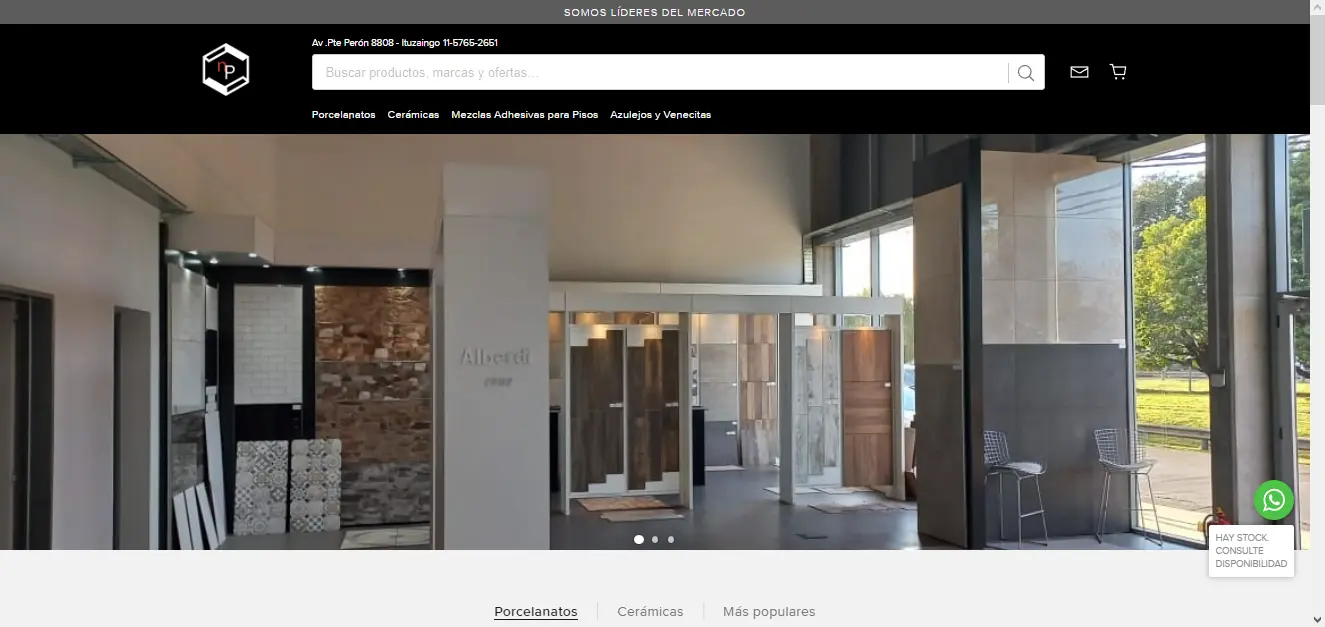 SOMOS LÍDERES DEL MERCADO
Av .Pte Perón 8808 - Ituzaingo 11-5765-2651
nP
Buscar productos, marcas y ofertas...
Porcelanatos Cerámicas Mezclas Adhesivas para Pisos Azulejos y Venecitas
Alberdi
HAY STOCK.
CONSULTE
DISPONIBILIDAD
Porcelanatos Cerámicas Más populares